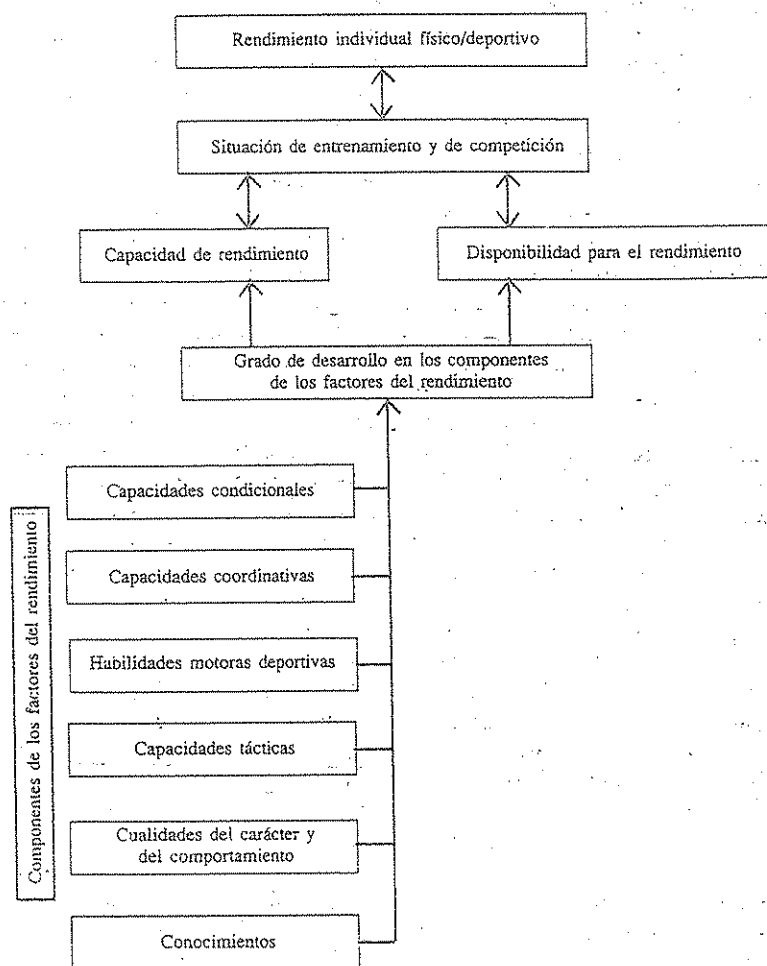 Rendimiento individual físico/deportivo
Situación de entrenamiento y de competición
Capacidad de rendimiento
Disponibilidad para el rendimiento
Grado de desarrollo en los componentes
de los factores del rendimiento
Componentes de los factores del rendimiento
Capacidades condicionales
Capacidades coordinativas
Habilidades motoras deportivas
Capacidades tácticas
Cualidades del carácter y
del comportamiento
Conocimientos